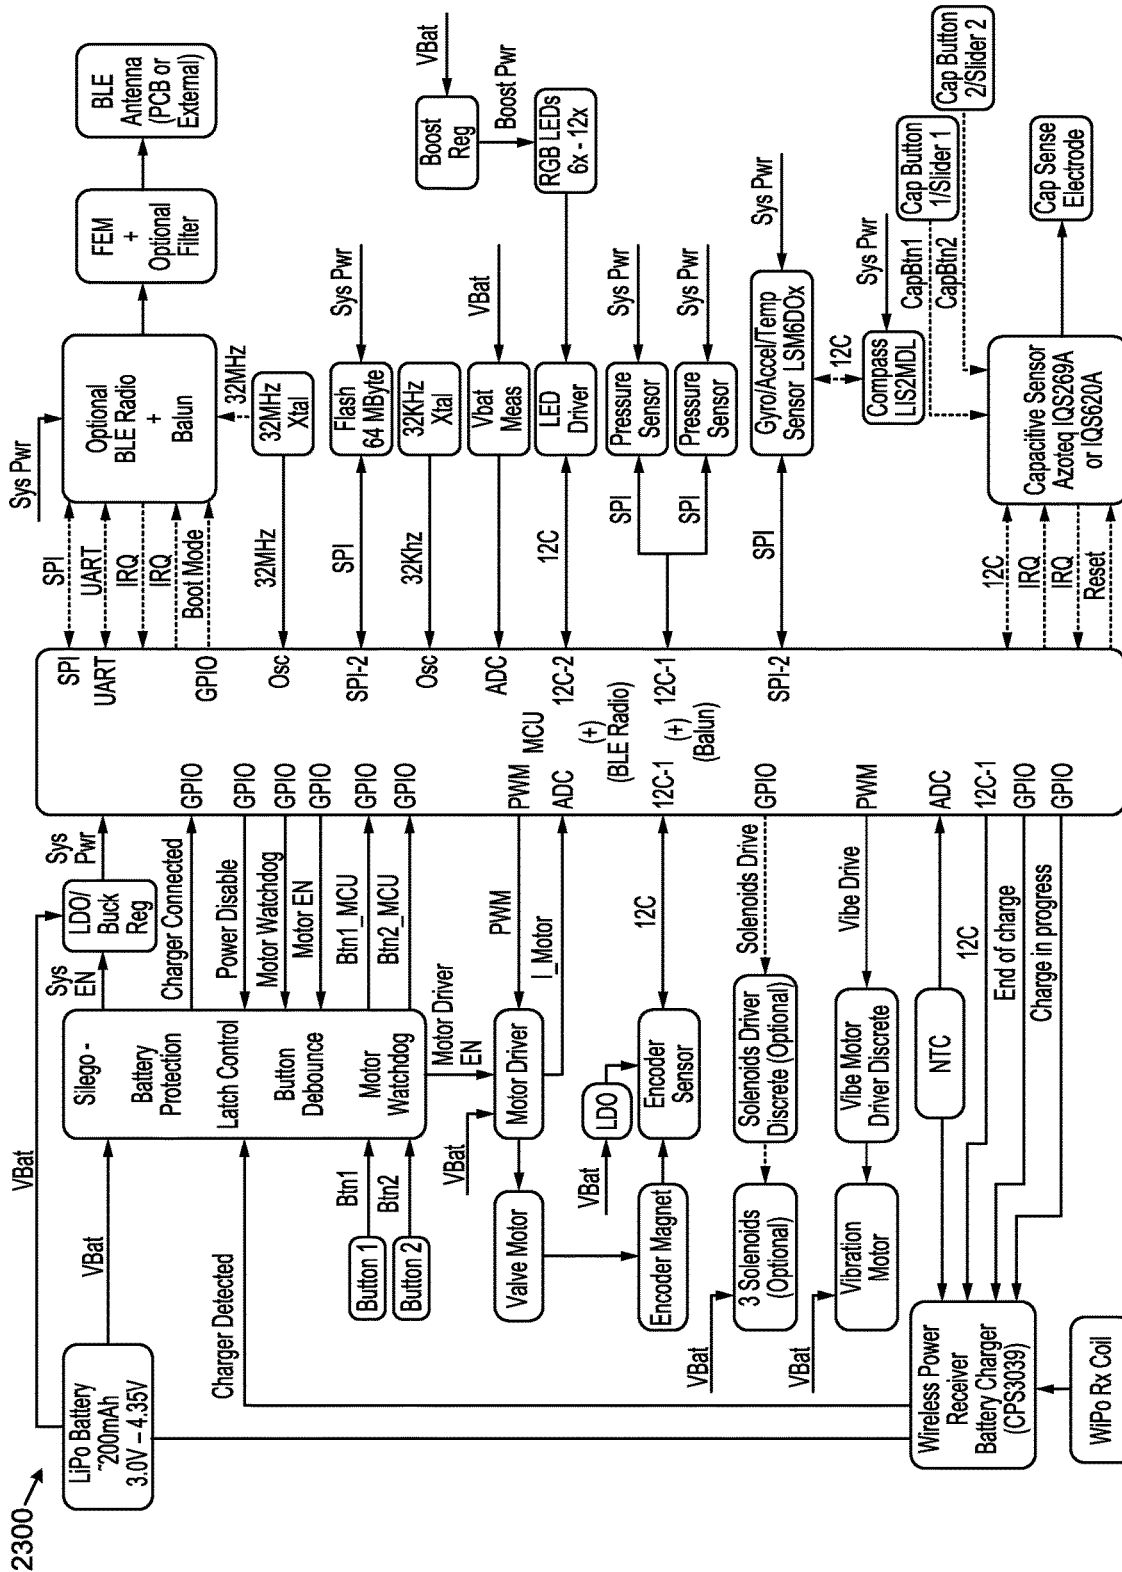 2300
LiPo Battery
~200mAh
3.0V – 4.35V
VBat
VBat
Charger Detected
Silego -
Battery
Protection
Latch Control
Button
Debounce
Motor
Watchdog
Sys
EN
LDO/
Buck
Reg
Sys
Pwr
Charger Connected
GPIO
Power Disable
GPIO
Motor Watchdog
GPIO
Motor EN
GPIO
Btn1_MCU
GPIO
Btn2_MCU
GPIO
Button 1
Btn1
Button 2
Btn2
Motor Driver
EN
VBat
Motor Driver
PWM
PWM
I_Motor
ADC
Valve Motor
Encoder Magnet
VBat
LDO
Encoder
Sensor
12C
12C-1
VBat
3 Solenoids
(Optional)
Solenoids Driver
Discrete (Optional)
Solenoids Drive
GPIO
VBat
Vibration
Motor
Vibe Motor
Driver Discrete
Vibe Drive
PWM
NTC
ADC
12C
12C-1
End of charge
GPIO
Charge in progress
GPIO
Wireless Power
Receiver
Battery Charger
(CPS3039)
WiPo Rx Coil
MCU
(+)
(BLE Radio)
(+)
(Balun)
SPI
UART
GPIO
Osc
SPI-2
Osc
ADC
12C-2
12C-1
SPI-2
SPI
UART
IRQ
IRQ
Boot Mode
Sys Pwr
Optional
BLE Radio
+
Balun
FEM
+
Optional
Filter
BLE
Antenna
(PCB or
External)
32MHz
32MHz
32MHz
Xtal
SPI
Flash
64 MByte
Sys Pwr
32Khz
32KHz
Xtal
Vbat
Meas
VBat
12C
LED
Driver
RGB LEDs
6x - 12x
Boost Pwr
Boost
Reg
VBat
SPI
Pressure
Sensor
Sys Pwr
SPI
Pressure
Sensor
Sys Pwr
SPI
Gyro/Accel/Temp
Sensor LSM6DOx
Sys Pwr
12C
Compass
LIS2MDL
Sys Pwr
CapBtn1
Cap Button
1/Slider 1
CapBtn2
Cap Button
2/Slider 2
12C
IRQ
IRQ
Reset
Capacitive Sensor
Azoteq IQS269A
or IQS620A
Cap Sense
Electrode